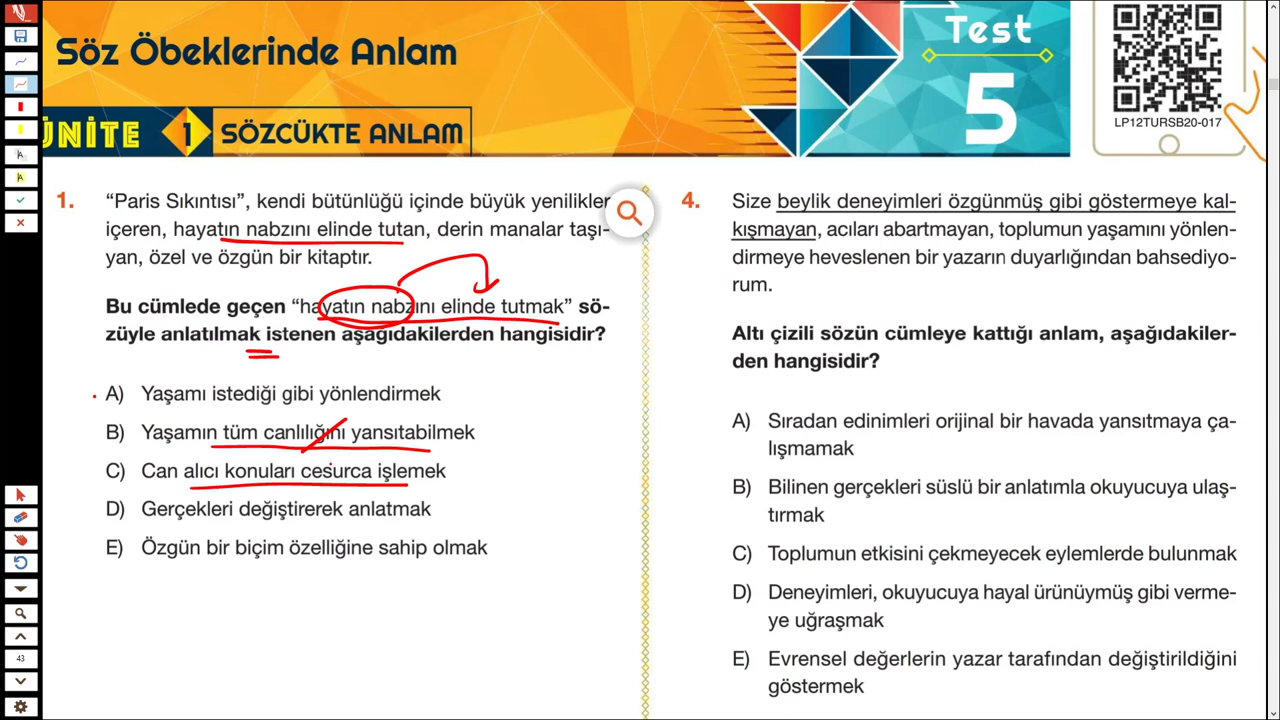 Söz Öbeklerinde Anlam
Test
5
ÜNİTE 1 SÖZCÜKTE ANLAM
LP12TURSB20-017
1. “Paris Sıkıntısı”, kendi bütünlüğü içinde büyük yenilikler
içeren, hayatın nabzını elinde tutan, derin manalar taşı-
yan, özel ve özgün bir kitaptır.
Bu cümlede geçen “hayatın nabzını elinde tutmak” sö-
züyle anlatılmak istenen aşağıdakilerden hangisidir?
A) Yaşamı istediği gibi yönlendirmek
B) Yaşamın tüm canlılığını yansıtabilmek
C) Can alıcı konuları cesurca işlemek
D) Gerçekleri değiştirerek anlatmak
E) Özgün bir biçim özelliğine sahip olmak
4. Size beylik deneyimleri özgünmüş gibi göstermeye kal-
kışmayan, acıları abartmayan, toplumun yaşamını yönlen-
dirmeye heveslenen bir yazarın duyarlığından bahsediyo-
rum.
Altı çizili sözün cümleye kattığı anlam, aşağıdakiler-
den hangisidir?
A) Sıradan edinimleri orijinal bir havada yansıtmaya ça-
lışmamak
B) Bilinen gerçekleri süslü bir anlatımla okuyucuya ulaş-
tırmak
C) Toplumun etkisini çekmeyecek eylemlerde bulunmak
D) Deneyimleri, okuyucuya hayal ürünüymüş gibi verme-
ye uğraşmak
E) Evrensel değerlerin yazar tarafından değiştirildiğini
göstermek
43